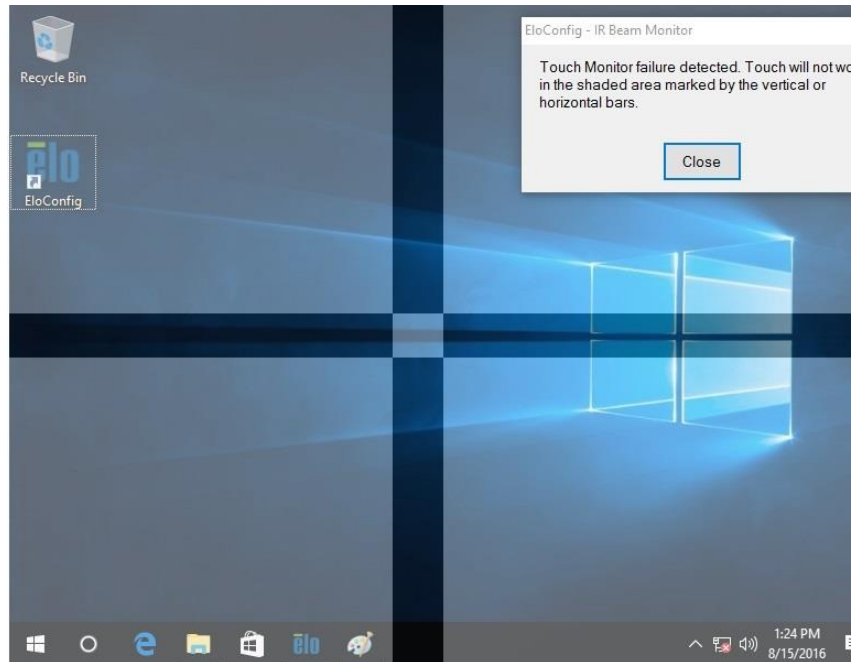 EloConfig - IR Beam Monitor
Touch Monitor failure detected. Touch will not wo
in the shaded area marked by the vertical or
horizontal bars.
Close
Recycle Bin
elo
EloConfig
elo
1:24 PM
8/15/2016